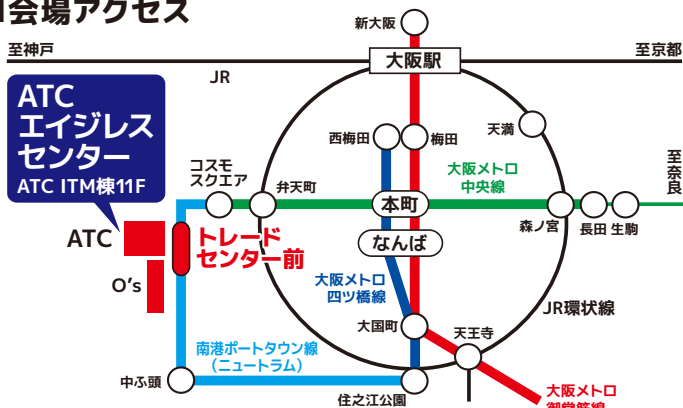 会場アクセス
新大阪
至神戸
至京都
大阪駅
JR
ATC
エイジレス
センター
ATC ITM棟11F
西梅田
梅田
天満
コスモ
スクエア
弁天町
大阪メトロ
中央線
至奈良
本町
森ノ宮
長田
生駒
ATC
トレード
センター前
なんば
O's
大阪メトロ
四ツ橋線
JR環状線
大国町
天王寺
南港ポートタウン線
(ニュートラム)
中ふ頭
住之江公園
大阪メトロ
御堂筋線